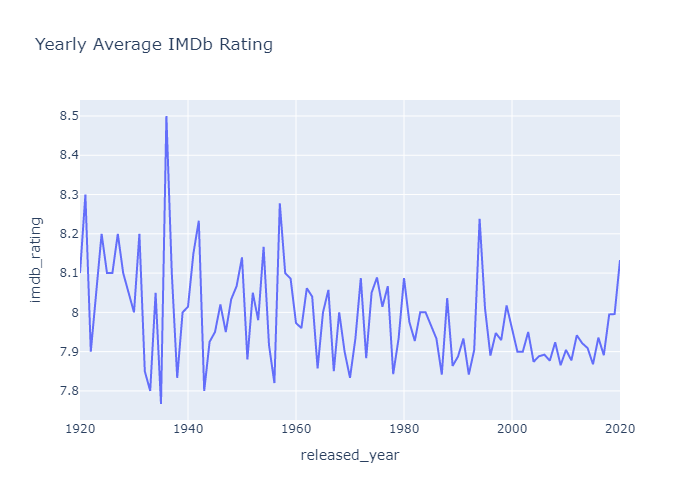 Yearly Average IMDb Rating
8.5
8.4
8.3
8.2
8.1
8
7.9
7.8
imdb_rating
1920 1940 1960 1980 2000 2020
released_year